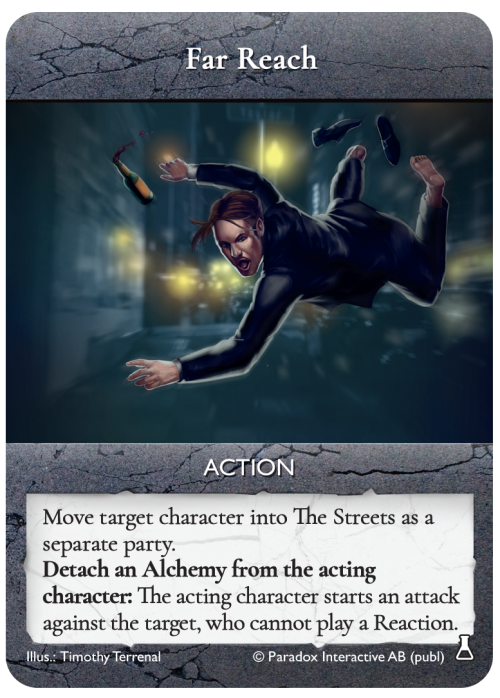 Far Reach
ACTION
Move target character into The Streets as a
separate party.
Detach an Alchemy from the acting
character: The acting character starts an attack
against the target, who cannot play a Reaction.
Illus.: Timothy Terrenal
© Paradox Interactive AB (publ)